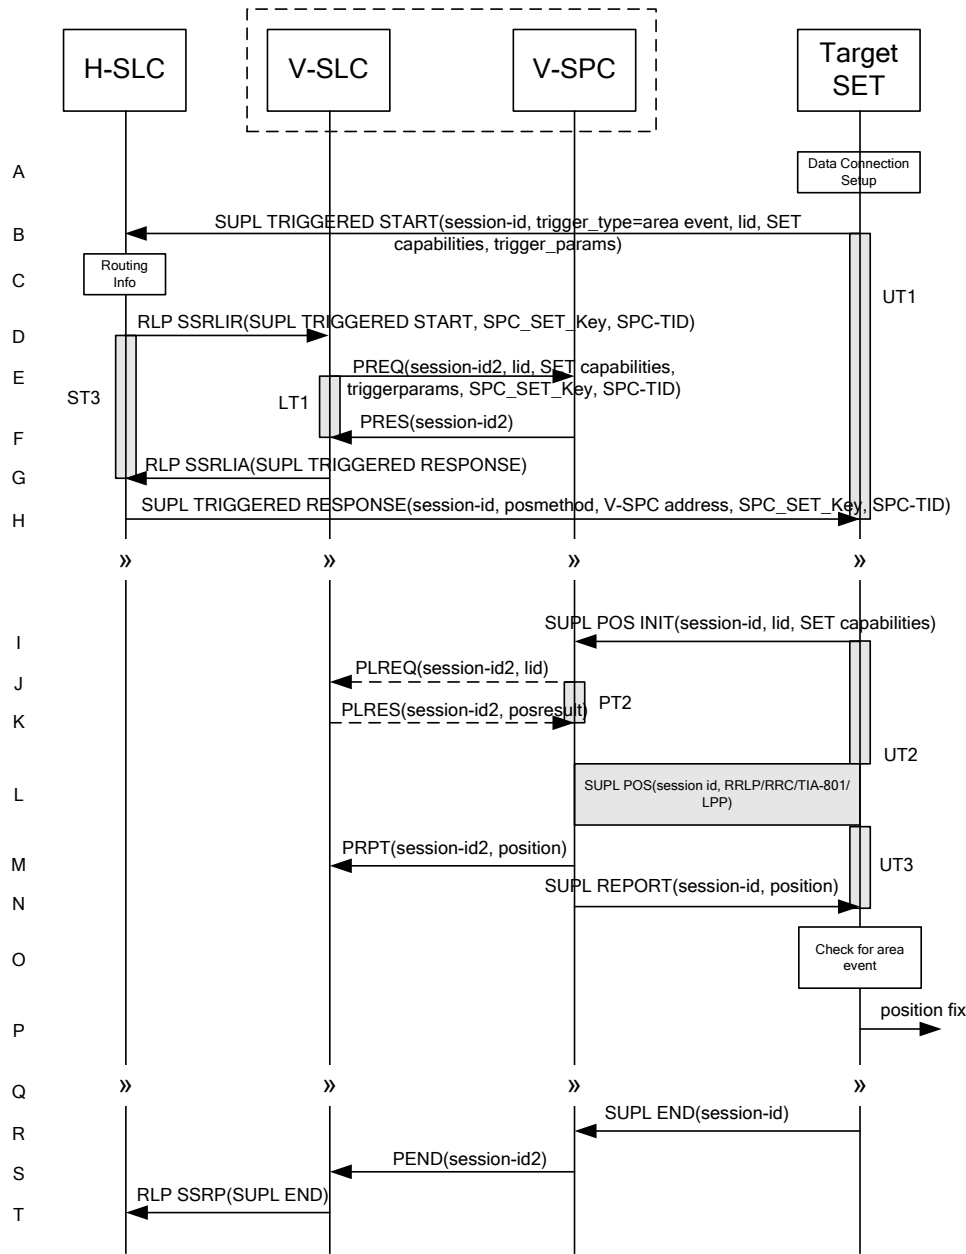 H-SLC
V-SLC
V-SPC
Target
SET
A
Data Connection
Setup
B
SUPL TRIGGERED START(session-id, trigger_type=area event, lid, SET
capabilities, trigger_params)
C
Routing
Info
UT1
D
RLP SSRLIR(SUPL TRIGGERED START, SPC_SET_Key, SPC-TID)
E
PREQ(session-id2, lid, SET capabilities,
triggerparams, SPC_SET_Key, SPC-TID)
ST3
LT1
F
PRES(session-id2)
G
RLP SSRLIA(SUPL TRIGGERED RESPONSE)
H
SUPL TRIGGERED RESPONSE(session-id, posmethod, V-SPC address, SPC_SET_Key, SPC-TID)
» » » »
I
SUPL POS INIT(session-id, lid, SET capabilities)
J
PLREQ(session-id2, lid)
PT2
K
PLRES(session-id2, posresult)
UT2
L
SUPL POS(session id, RRLP/RRC/TIA-801/
LPP)
M
PRPT(session-id2, position)
UT3
N
SUPL REPORT(session-id, position)
O
Check for area
event
P
position fix
Q
» » » »
R
SUPL END(session-id)
S
PEND(session-id2)
T
RLP SSRP(SUPL END)